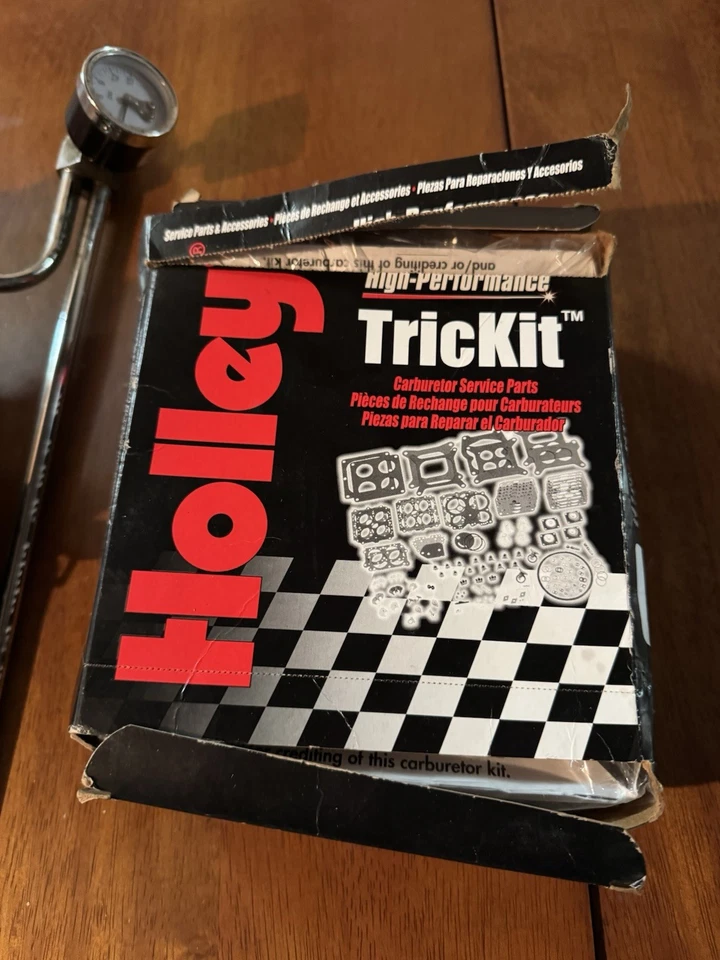 Service Parts & Accessories • Pièces de Rechange et Accessories • Piezas Para Reparaciones Y Accesorios
and/or crediting of this carburetor kit.
High-Performance
TricKit™
Carburetor Service Parts
Pièces de Rechange pour Carburateurs
Piezas para Reparar el Carburador
Holley®
crediting of this carburetor kit.